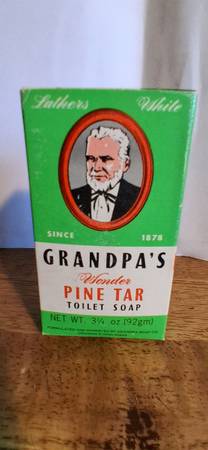 Lathers White
SINCE 1878
GRANDPA'S
Wonder
PINE TAR
TOILET SOAP
NET WT. 3¼ oz (92gm)